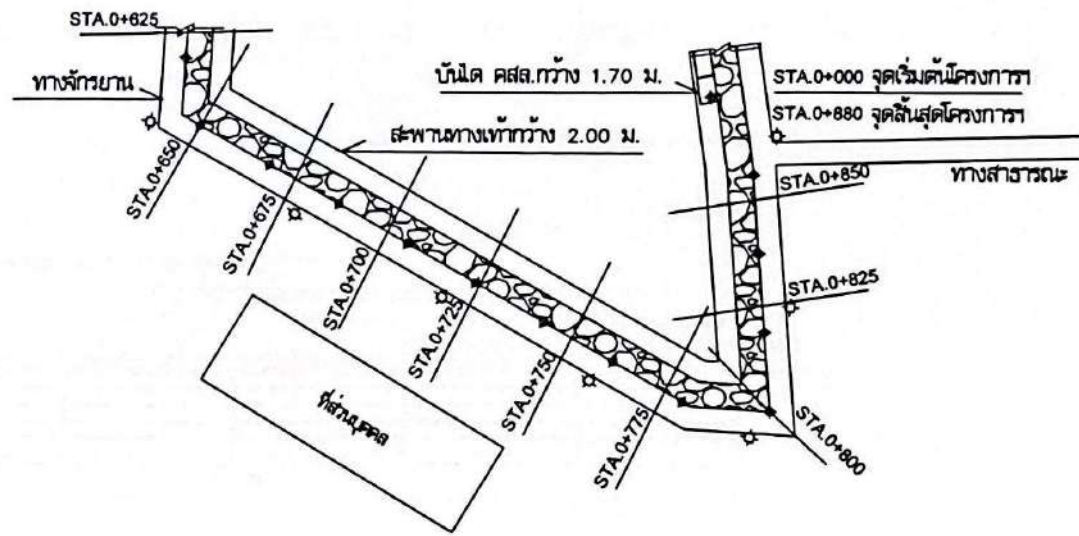 STA.0+625
ทางจักรยาน
บันได คสล.กว้าง 1.70 ม.
STA.0+000 จุดเริ่มต้นโครงการฯ
STA.0+880 จุดสิ้นสุดโครงการฯ
สะพานทางเท้ากว้าง 2.00 ม.
ทางสาธารณะ
STA.0+850
STA.0+650
STA.0+675
STA.0+700
STA.0+725
STA.0+750
STA.0+775
STA.0+825
STA.0+800
ที่ส่วนบุคคล